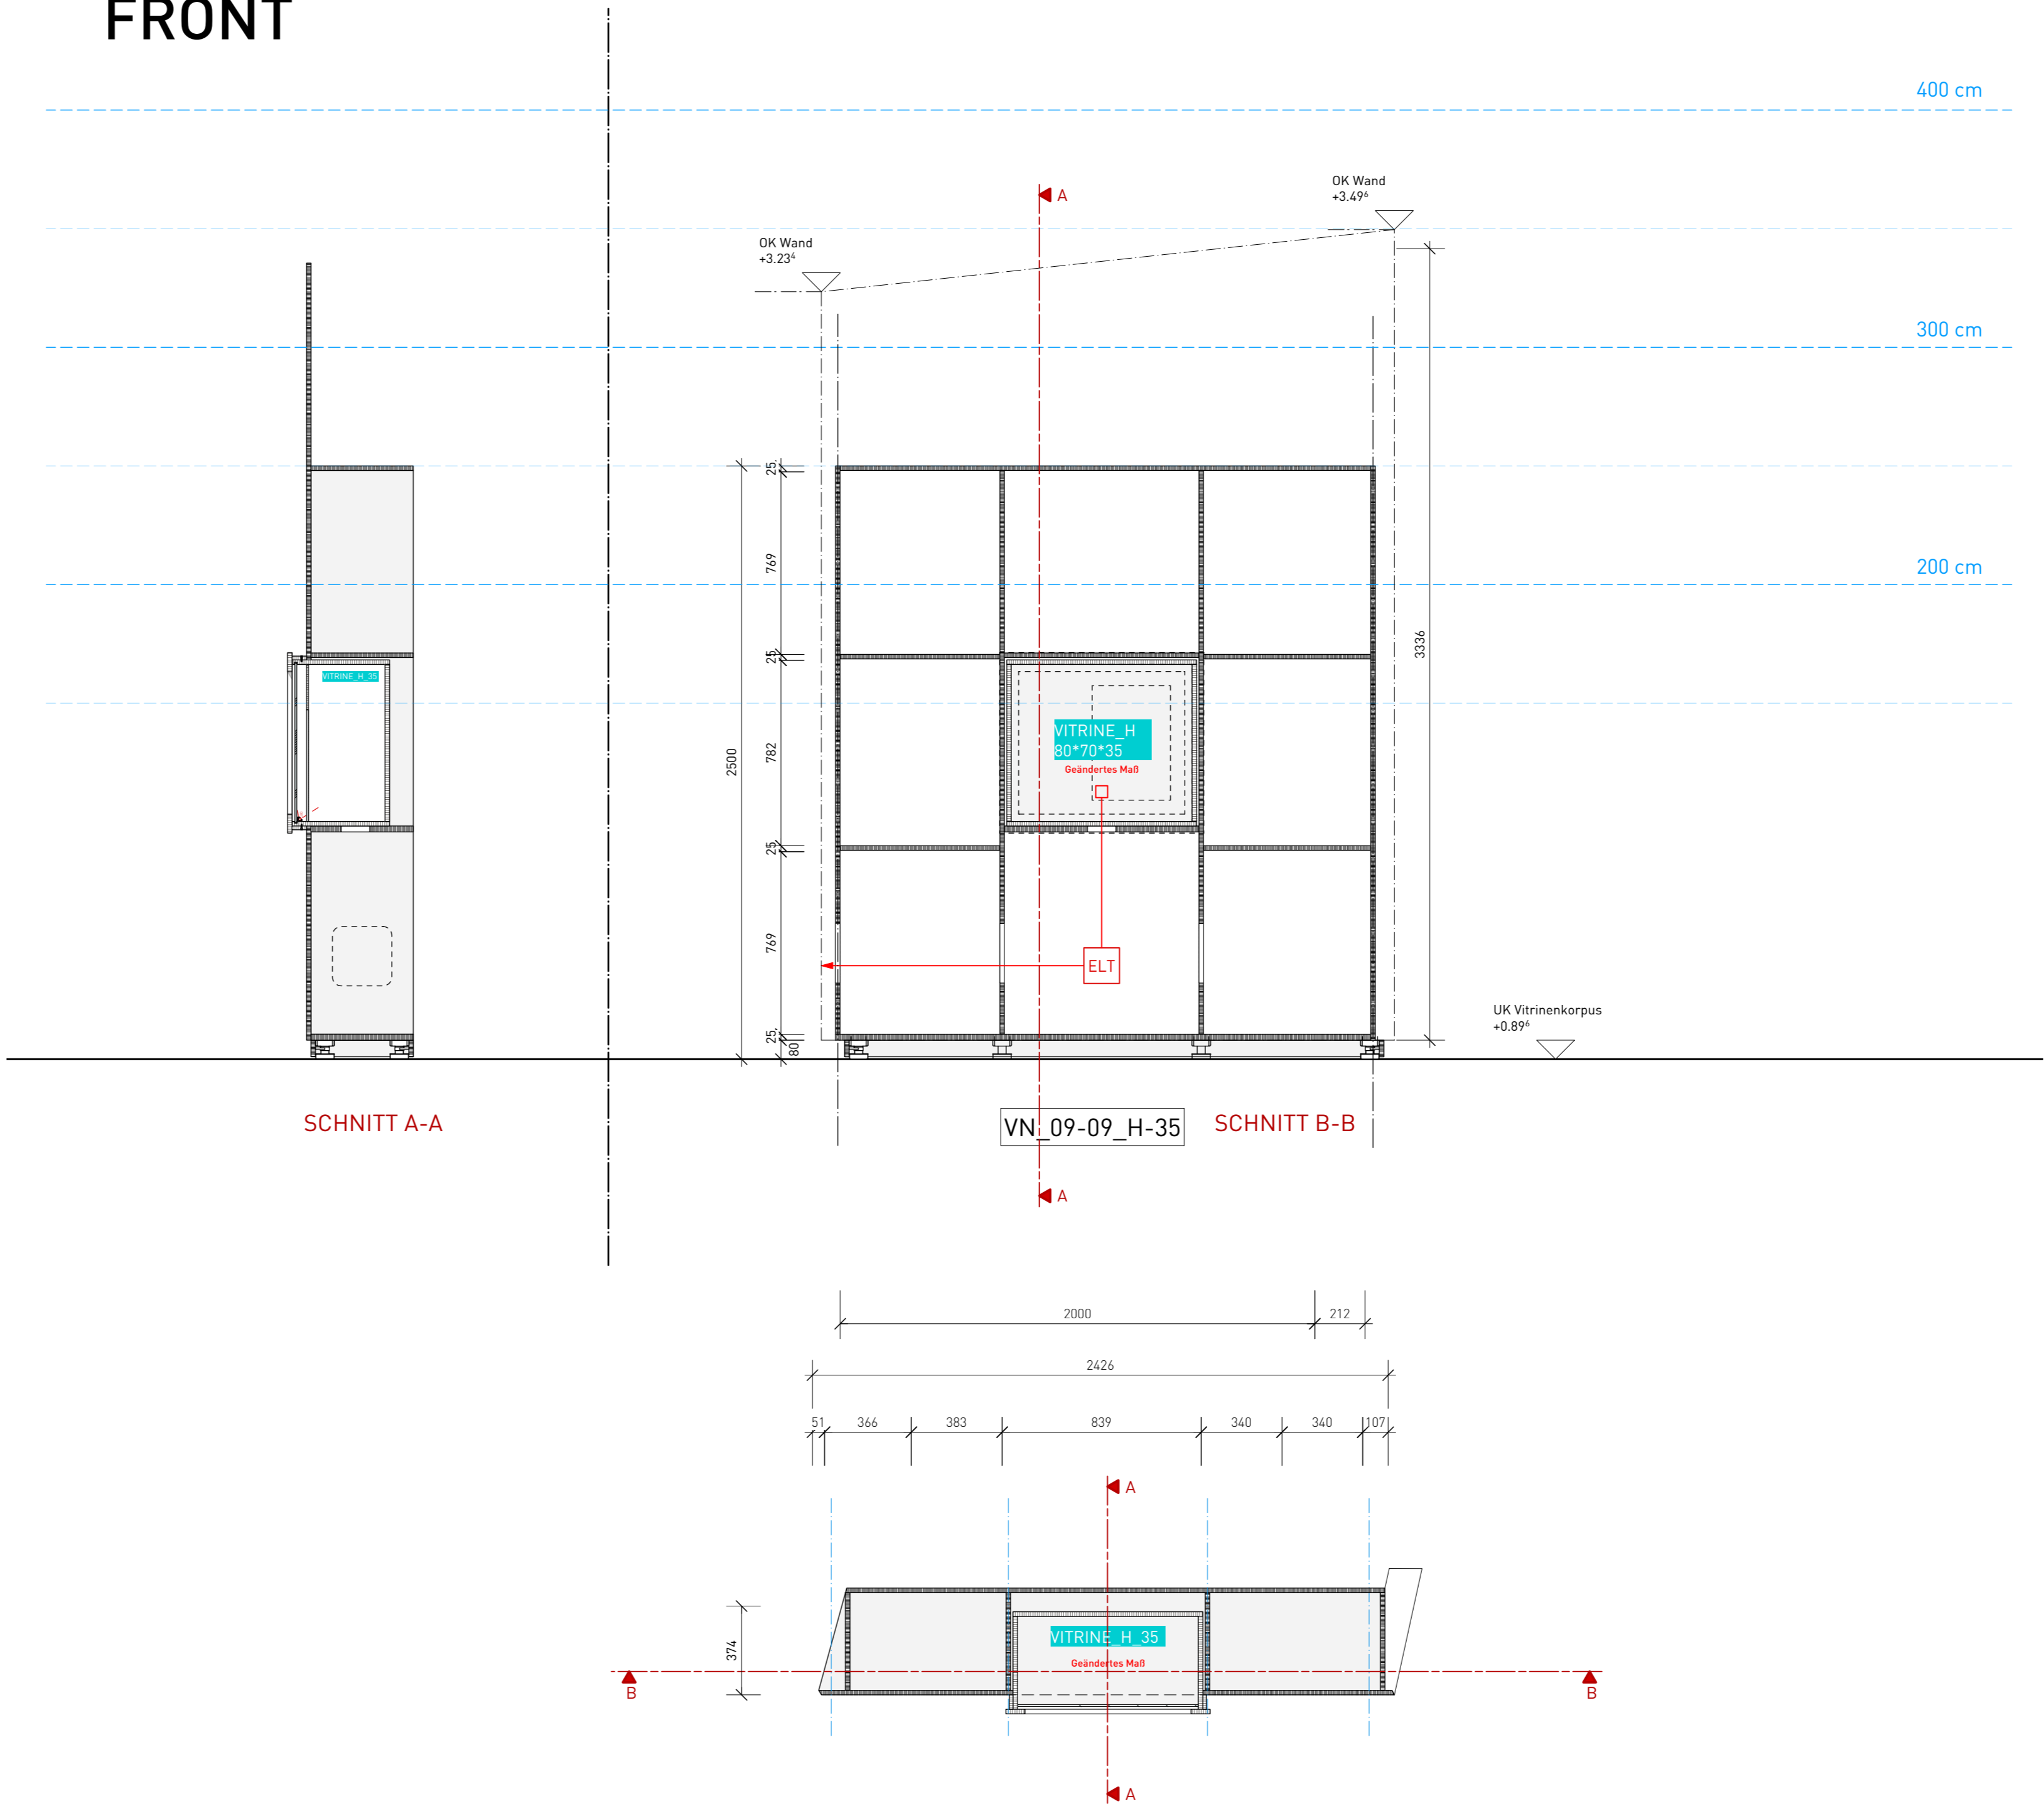 FRONT
400 cm
OK Wand
+3.49⁶
A
OK Wand
+3.23⁴
300 cm
25
769
200 cm
25
3336
VITRINE_H_35
VITRINE_H
80*70*35
Geändertes Maß
2500
782
25
769
ELT
UK Vitrinenkorpus
+0.89⁶
25
80
SCHNITT A-A
VN_09-09_H-35
SCHNITT B-B
A
2000
212
2426
51
366
383
839
340
340
107
A
VITRINE_H_35
374
Geändertes Maß
B
B
A